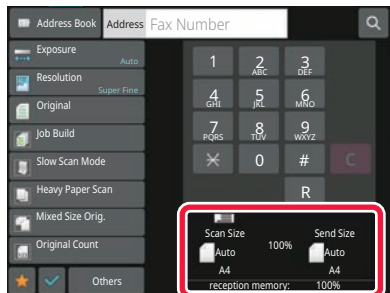 Address Book
Address
Fax Number
Exposure
Auto
Resolution
Super Fine
Original
Job Build
Slow Scan Mode
Heavy Paper Scan
Mixed Size Orig.
Original Count
Others
1
2
ABC
3
DEF
4
GHI
5
JKL
6
MNO
7
PQRS
8
TUV
9
WXYZ
0
#
C
R
Scan Size
Send Size
Auto
100%
Auto
A4
A4
reception memory: 100%